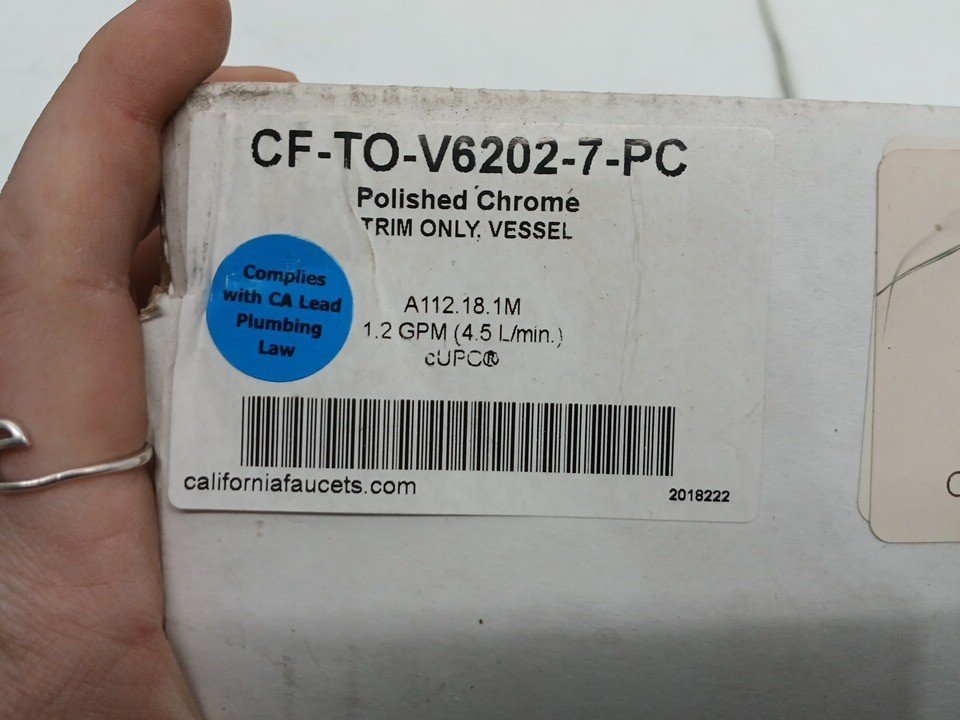 CF-TO-V6202-7-PC
Polished Chrome
TRIM ONLY, VESSEL
Complies
with CA Lead
Plumbing
Law
A112.18.1M
1.2 GPM (4.5 L/min.)
cUPC®
californiafaucets.com
2018222